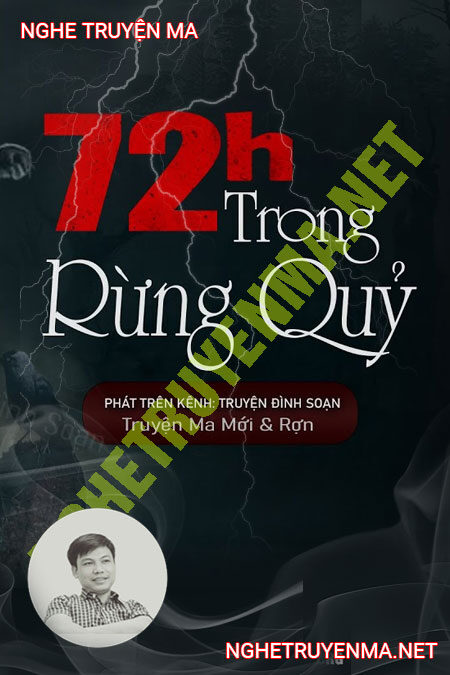 NGHE TRUYỆN MA
72h
Trong
Rừng Quỷ
PHÁT TRÊN KÊNH: TRUYỆN ĐÌNH SOẠN
Truyện Ma Mới & Rợn
NGHETRUYENMA.NET
NGHETRUYENMA.NET